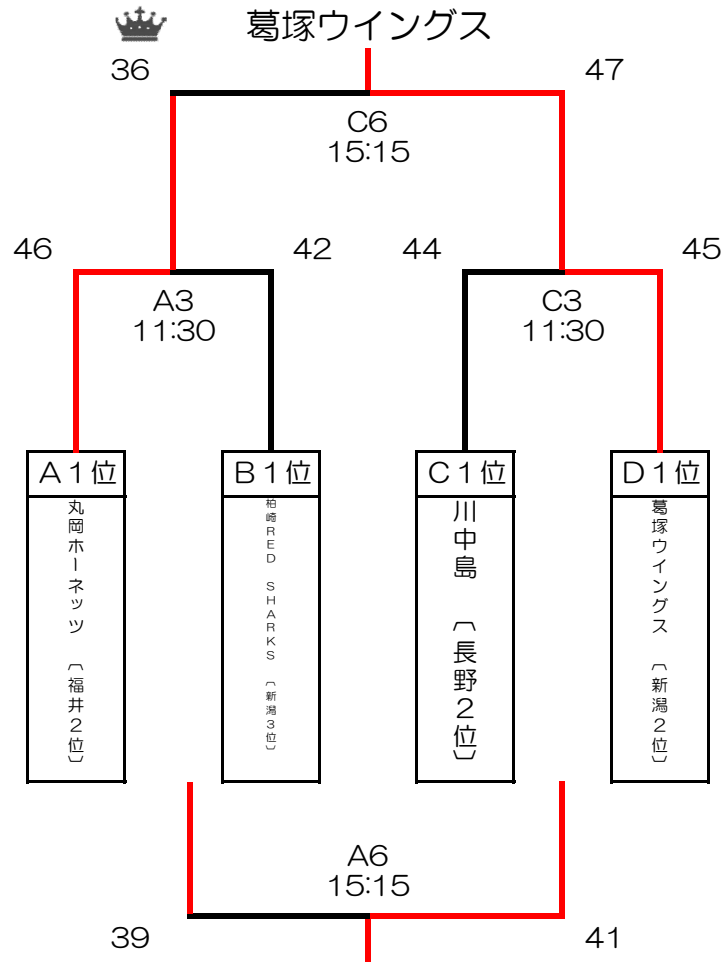 葛塚ウイングス
36
47
C6
15:15
46
42
44
45
A3
11:30
C3
11:30
A1位
B1位
C1位
D1位
丸岡ホーネッツ 〔福井2位〕
柏崎RED SHARKS 〔新潟3位〕
川中島 〔長野2位〕
葛塚ウイングス 〔新潟2位〕
A6
15:15
39
41